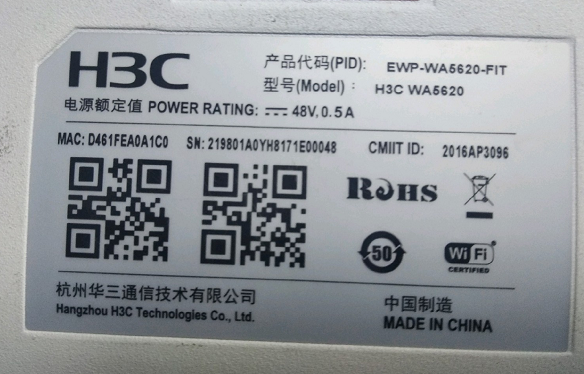 H3C
产品代码(PID): EWP-WA5620-FIT
型号(Model) : H3C WA5620
电源额定值 POWER RATING: ⎓ 48V, 0.5A
MAC: D461FEA0A1C0 SN: 219801A0YH8171E00048 CMIIT ID: 2016AP3096
RoHS
50
Wi Fi
CERTIFIED
杭州华三通信技术有限公司
Hangzhou H3C Technologies Co., Ltd.
中国制造
MADE IN CHINA